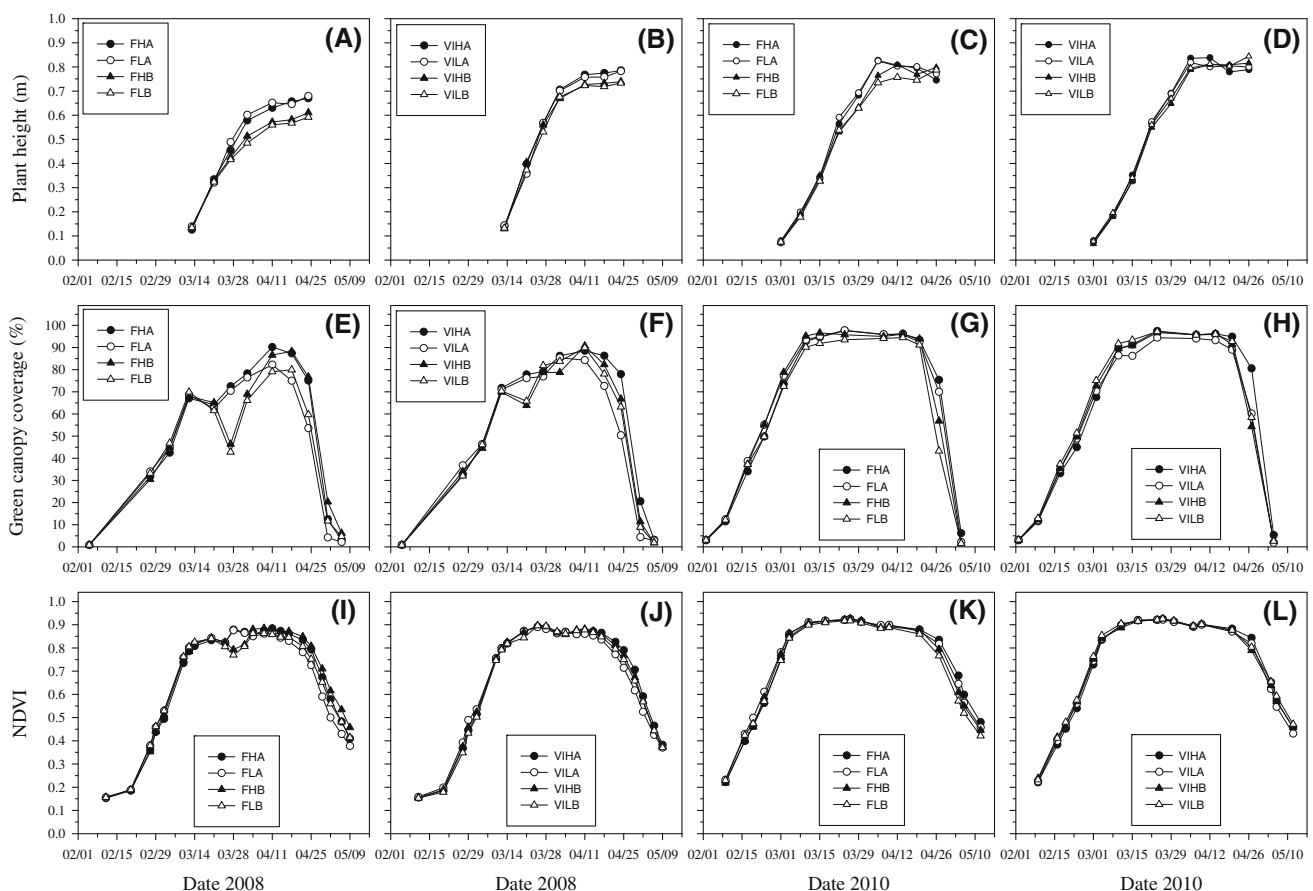 (A)
FHA
FLA
FHB
FLB
1.0
0.9
0.8
0.7
0.6
0.5
0.4
0.3
0.2
0.1
0.0
Plant height (m)
02/01 02/15 02/29 03/14 03/28 04/11 04/25 05/09
(B)
VIHA
VILA
VIHB
VILB
02/01 02/15 02/29 03/14 03/28 04/11 04/25 05/09
(C)
FHA
FLA
FHB
FLB
02/01 02/15 03/01 03/15 03/29 04/12 04/26 05/10
(D)
VIHA
VILA
VIHB
VILB
02/01 02/15 03/01 03/15 03/29 04/12 04/26 05/10
(E)
FHA
FLA
FHB
FLB
100
90
80
70
60
50
40
30
20
10
0
Green canopy coverage (%)
02/01 02/15 02/29 03/14 03/28 04/11 04/25 05/09
(F)
VIHA
VILA
VIHB
VILB
02/01 02/15 02/29 03/14 03/28 04/11 04/25 05/09
(G)
FHA
FLA
FHB
FLB
02/01 02/15 03/01 03/15 03/29 04/12 04/26 05/10
(H)
VIHA
VILA
VIHB
VILB
02/01 02/15 03/01 03/15 03/29 04/12 04/26 05/10
(I)
FHA
FLA
FHB
FLB
1.0
0.9
0.8
0.7
0.6
0.5
0.4
0.3
0.2
0.1
0.0
NDVI
02/01 02/15 02/29 03/14 03/28 04/11 04/25 05/09
Date 2008
(J)
VIHA
VILA
VIHB
VILB
02/01 02/15 02/29 03/14 03/28 04/11 04/25 05/09
Date 2008
(K)
FHA
FLA
FHB
FLB
02/01 02/15 03/01 03/15 03/29 04/12 04/26 05/10
Date 2010
(L)
VIHA
VILA
VIHB
VILB
02/01 02/15 03/01 03/15 03/29 04/12 04/26 05/10
Date 2010